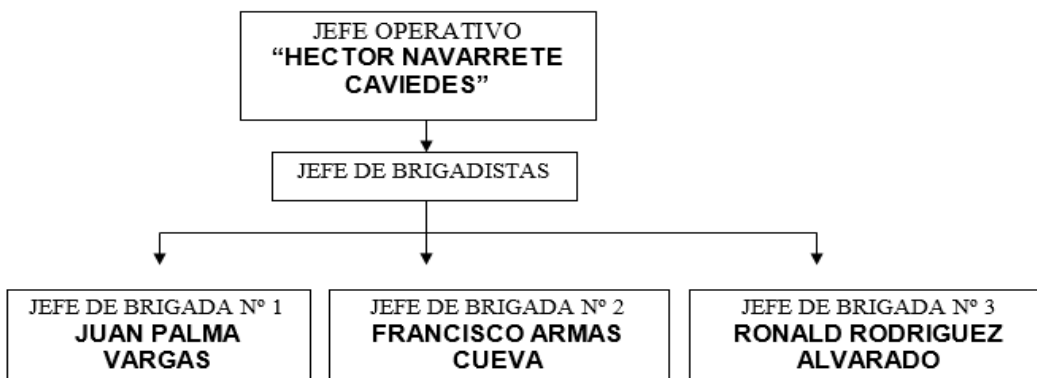 JEFE OPERATIVO
“HECTOR NAVARRETE
CAVIEDES”
JEFE DE BRIGADISTAS
JEFE DE BRIGADA Nº 1
JUAN PALMA
VARGAS
JEFE DE BRIGADA Nº 2
FRANCISCO ARMAS
CUEVA
JEFE DE BRIGADA Nº 3
RONALD RODRIGUEZ
ALVARADO